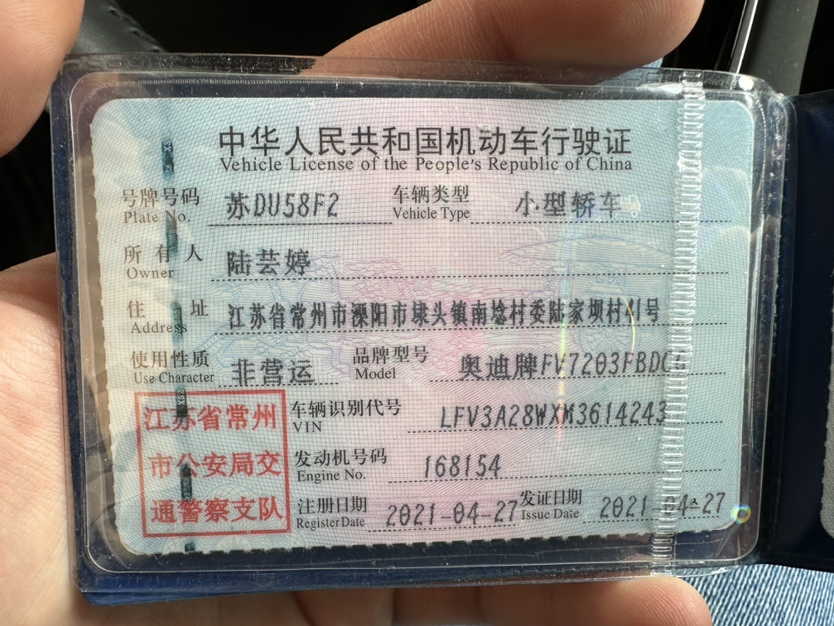 中华人民共和国机动车行驶证
Vehicle License of the People's Republic of China
号牌号码 苏DU58F2 车辆类型 小型轿车
Plate No. Vehicle Type
所有人 陆芸婷
Owner
住址 江苏省常州市溧阳市埭头镇南埝村委陆家坝村41号
Address
使用性质 非营运 品牌型号 奥迪牌FV7203FBDCG
Use Character Model
江苏省常州 车辆识别代号 LFV3A28WXM3614243
VIN
市公安局交 发动机号码 168154
Engine No.
通警察支队 注册日期 2021-04-27 发证日期 2021-04-27
Register Date Issue Date